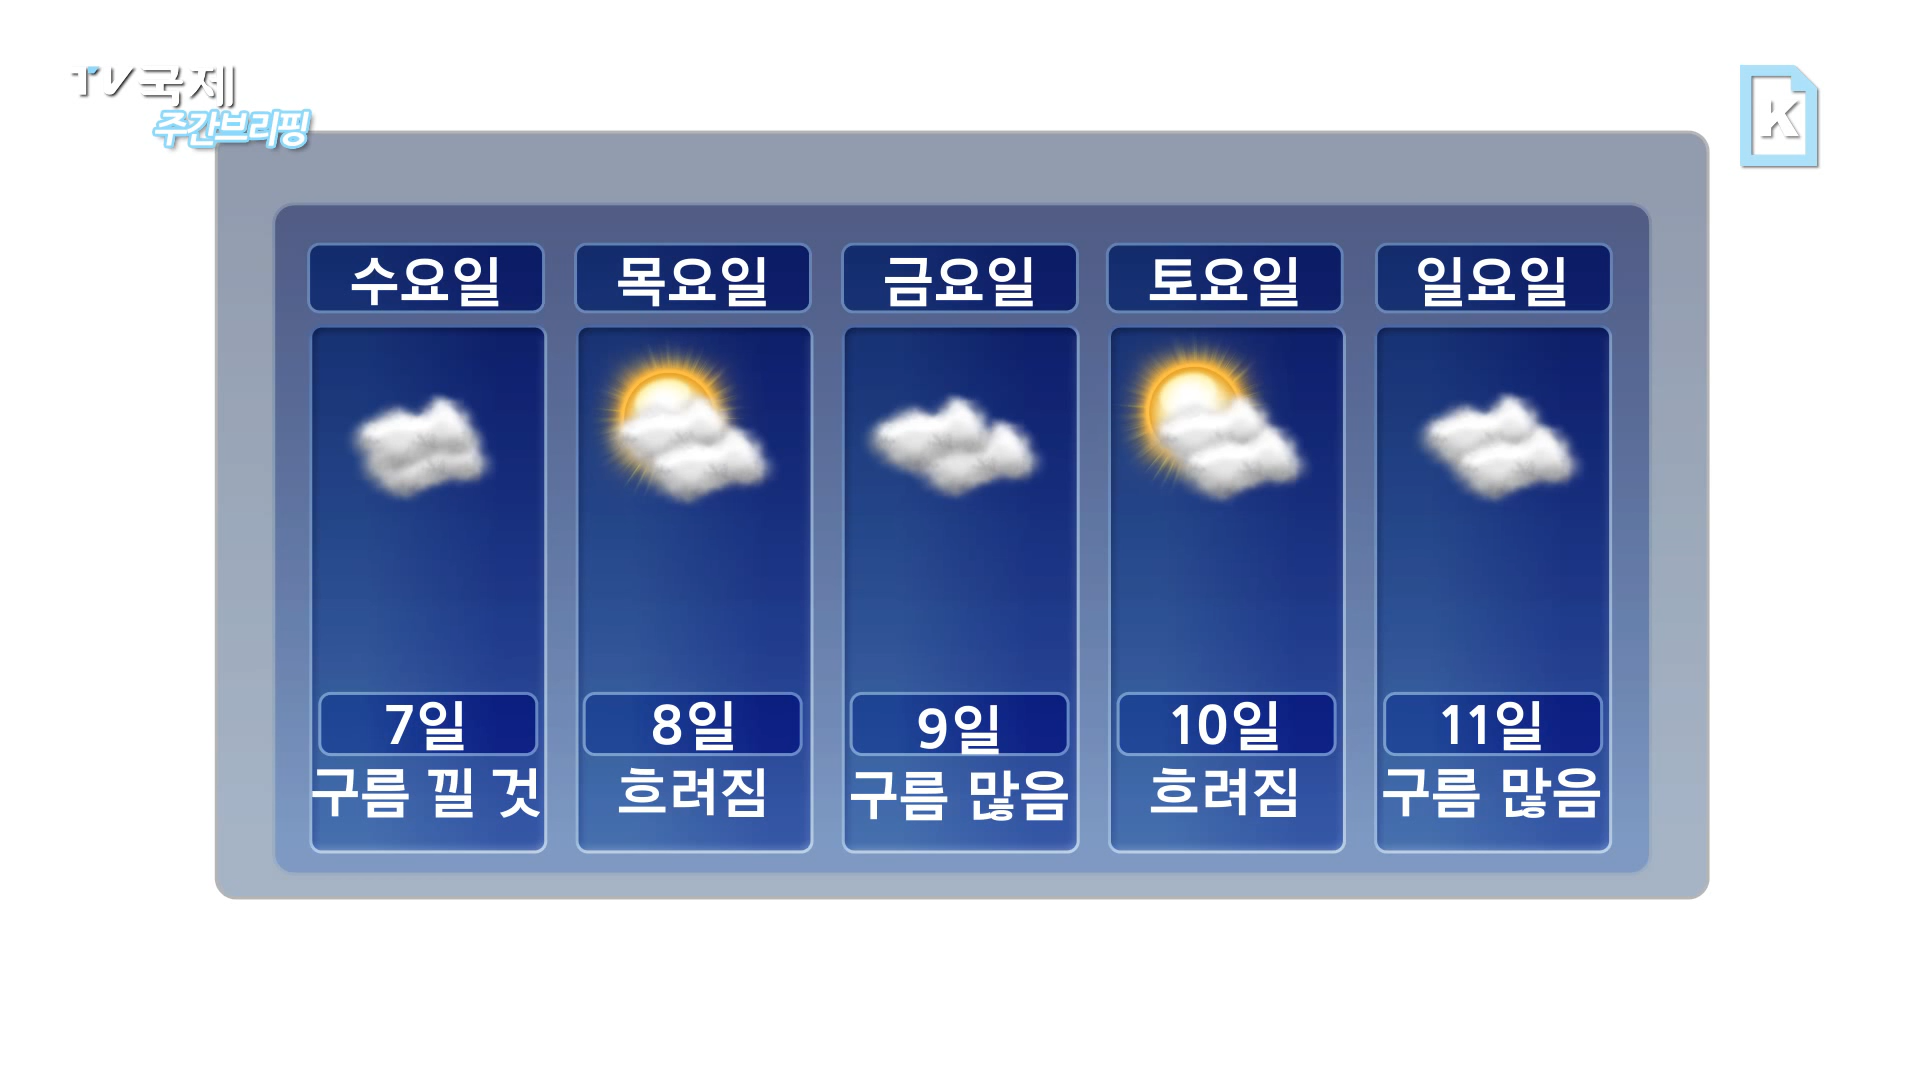 TV국제
주간브리핑
K
수요일 목요일 금요일 토요일 일요일
7일 8일 9일 10일 11일
구름 낄 것 흐려짐 구름 많음 흐려짐 구름 많음